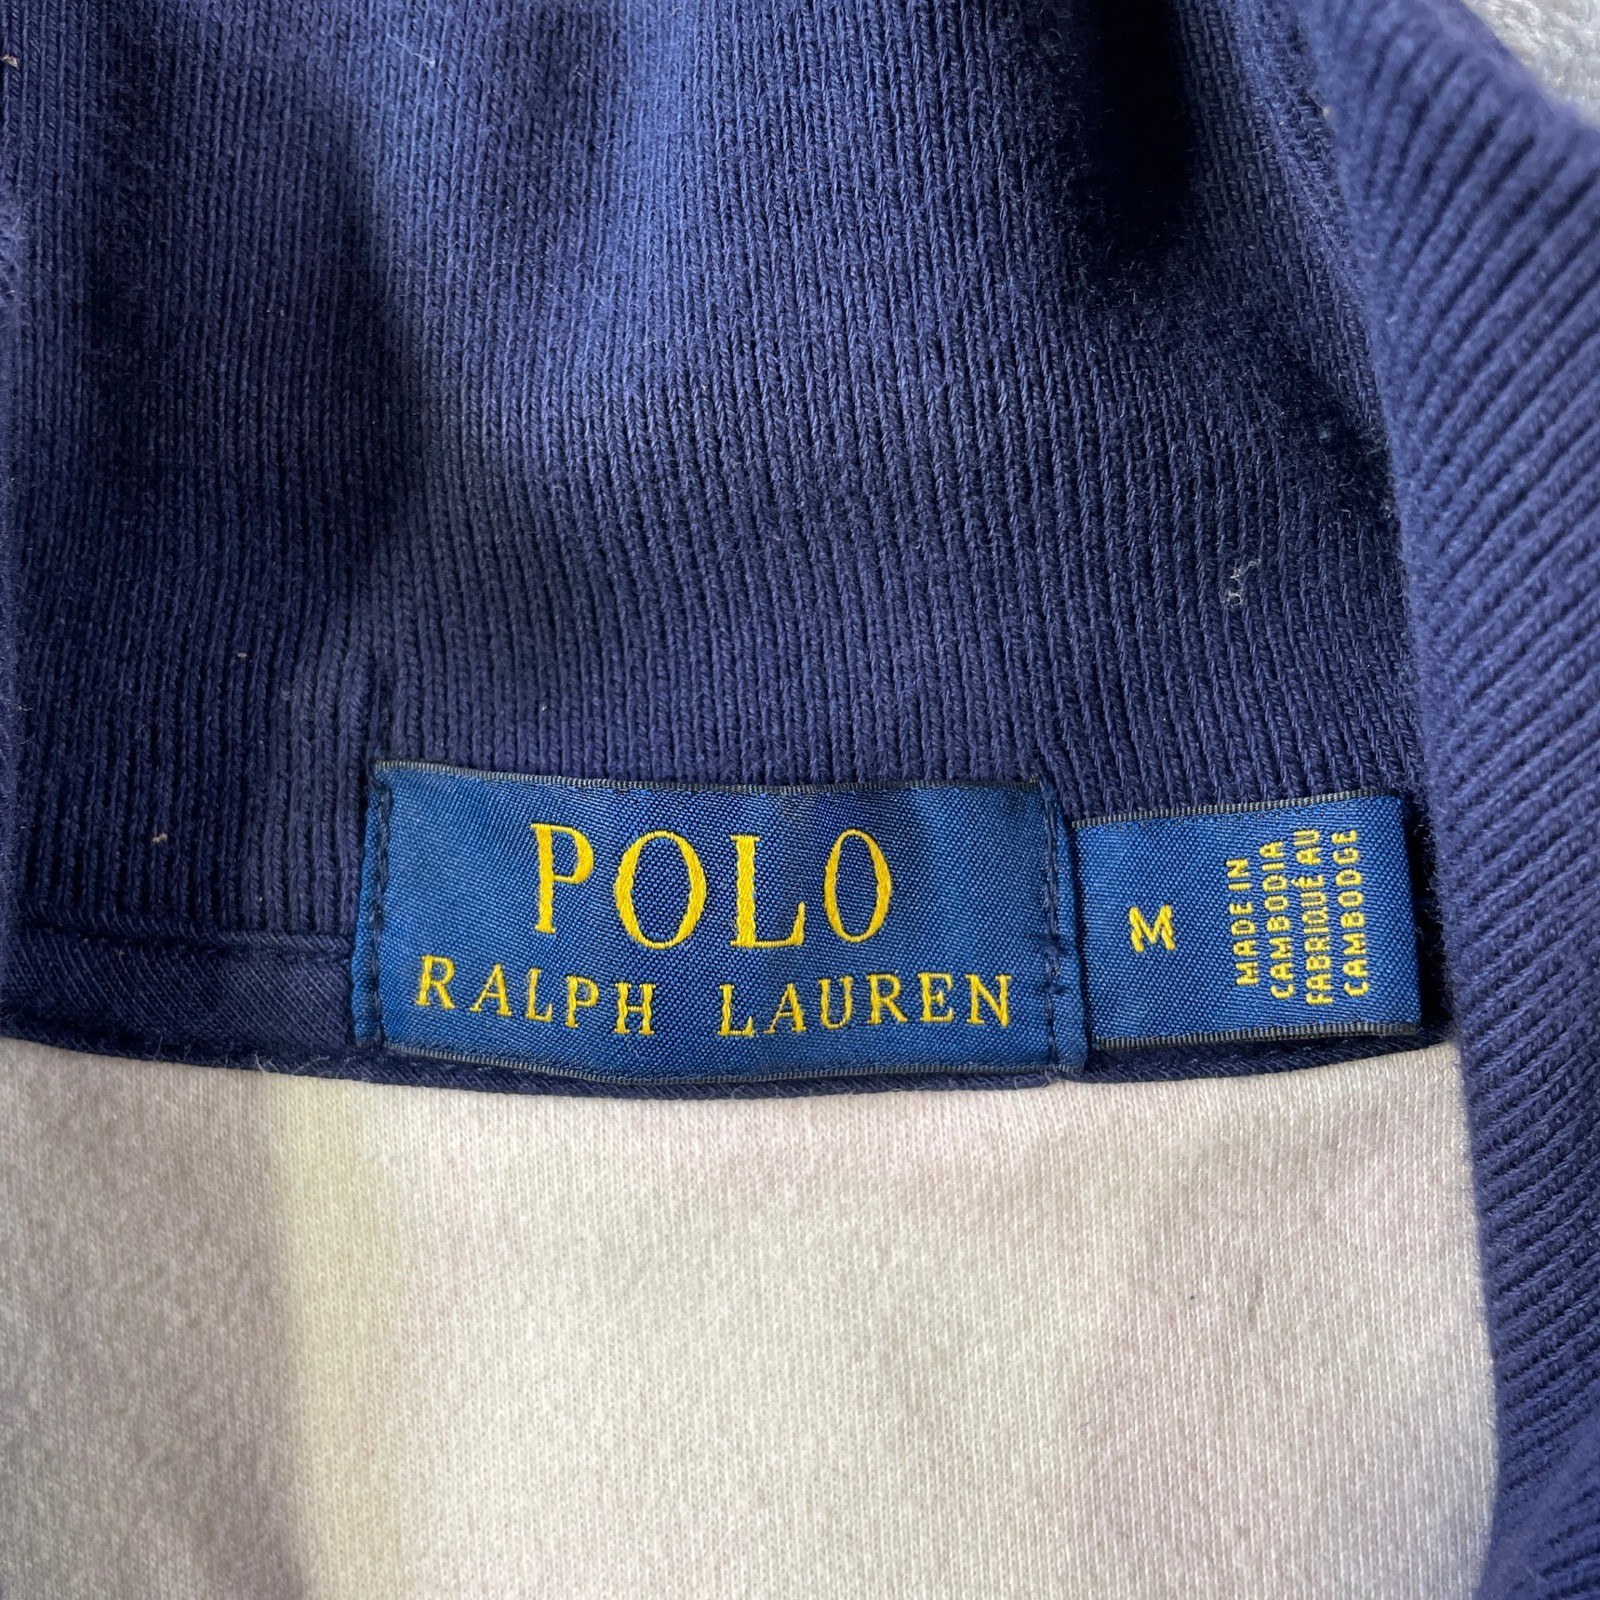 POLO
RALPH LAUREN
M
MADE IN
CAMBODIA
FABRIQUÉ AU
CAMBODGE